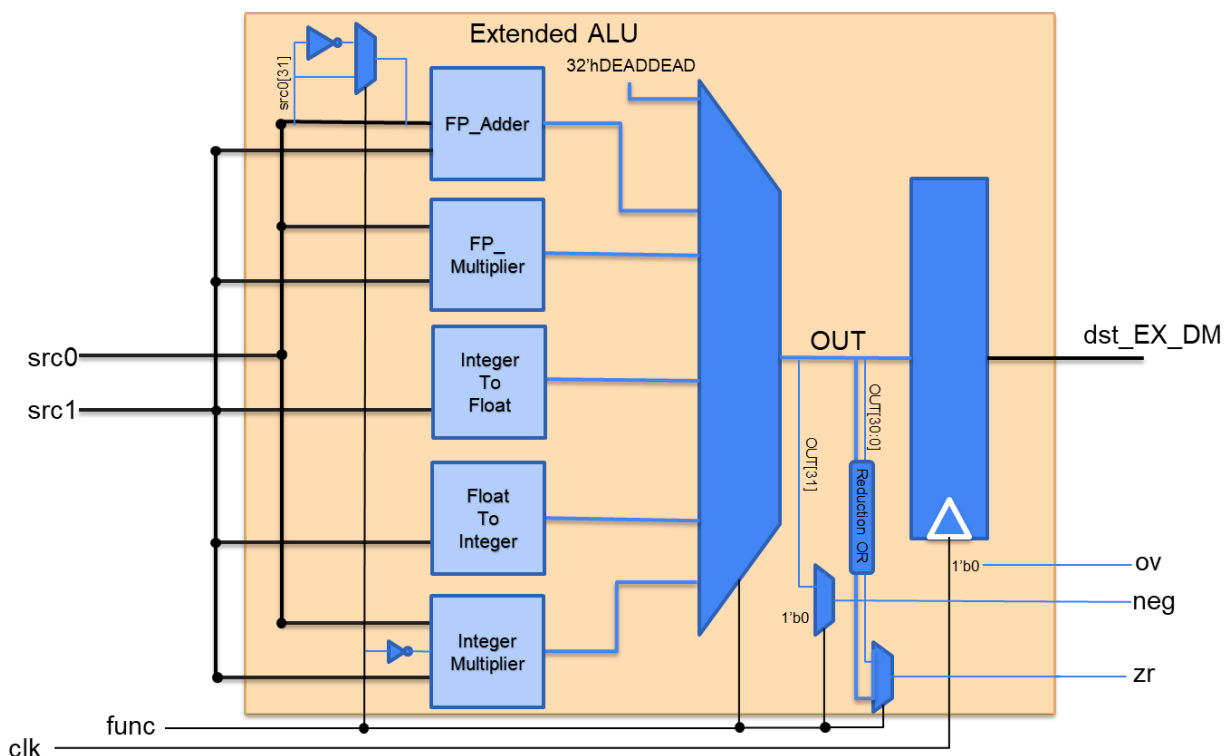 Extended ALU
32'hDEADDEAD
src0[31]
FP_Adder
FP_
Multiplier
Integer
To
Float
Float
To
Integer
Integer
Multiplier
src0
src1
OUT
OUT[31]
OUT[30:0]
Reduction OR
1'b0
1'b0
dst_EX_DM
ov
neg
zr
func
clk